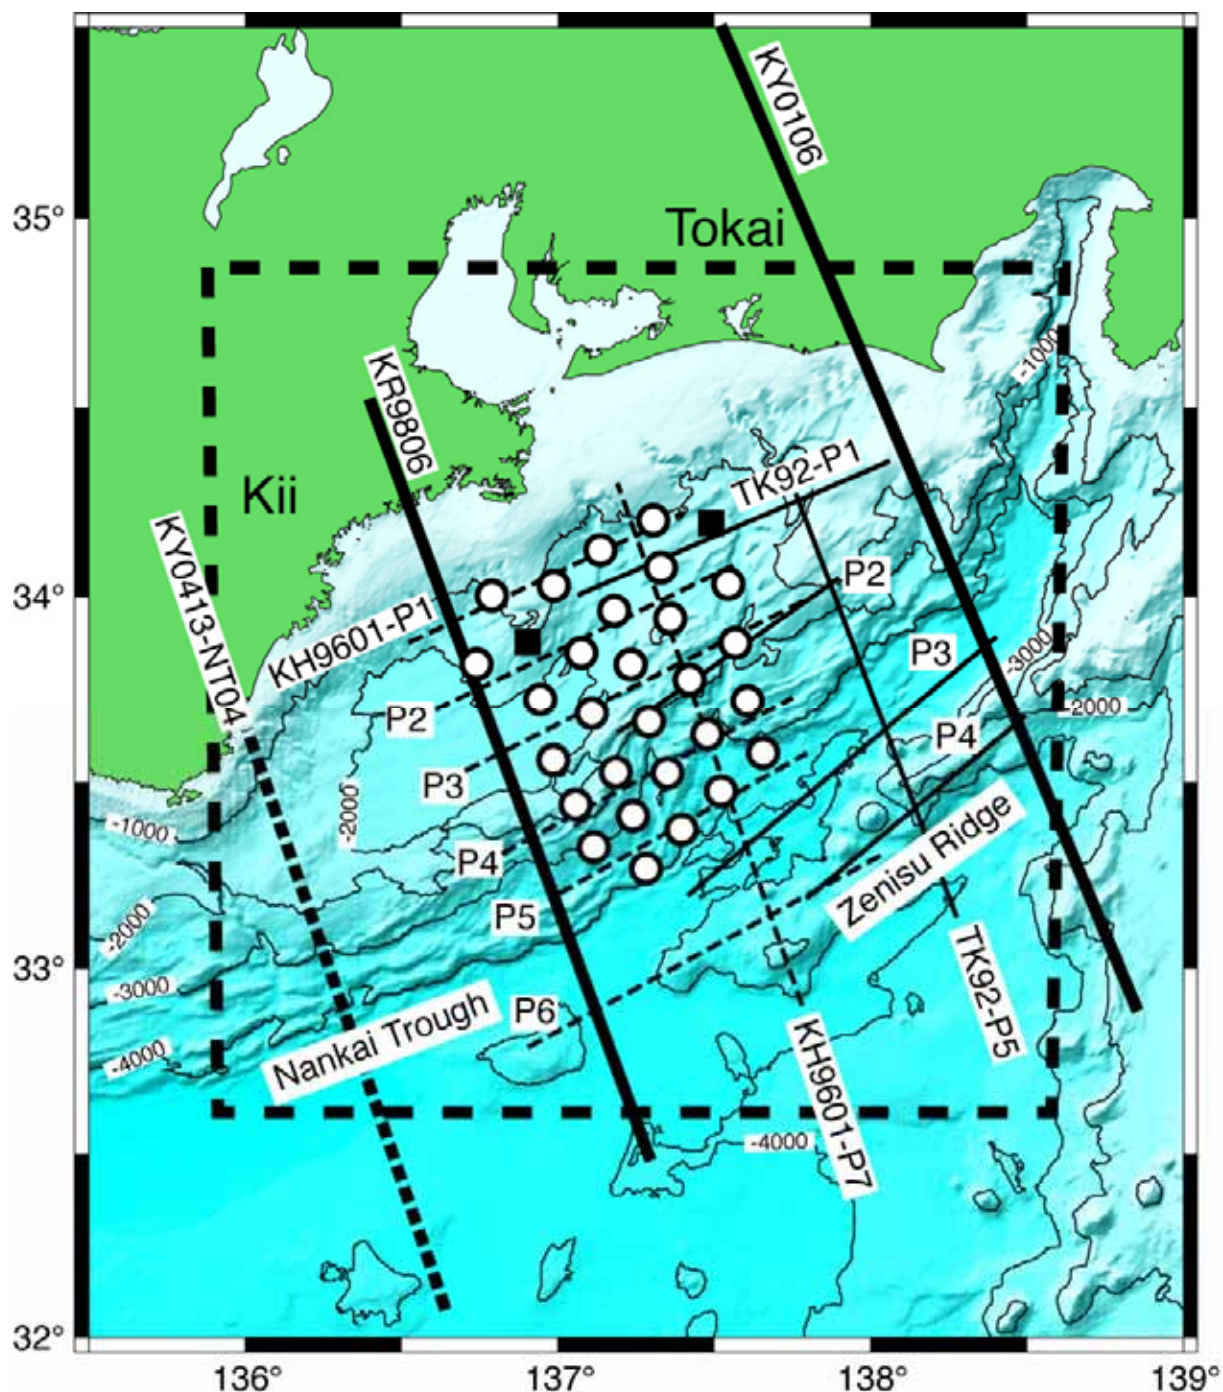 KY0106
35°
Tokai
-1000
KR9806
TK92-P1
Kii
KY0413-NT04
34°
P2
KH9601-P1
P3
-3000
P2
-2000
P4
P3
-2000
-1000
Zenisu Ridge
P4
P5
-2000
TK92-P5
33°
-3000
P6
Nankai Trough
-4000
KH9601-P7
-4000
32°
136°
137°
138°
139°